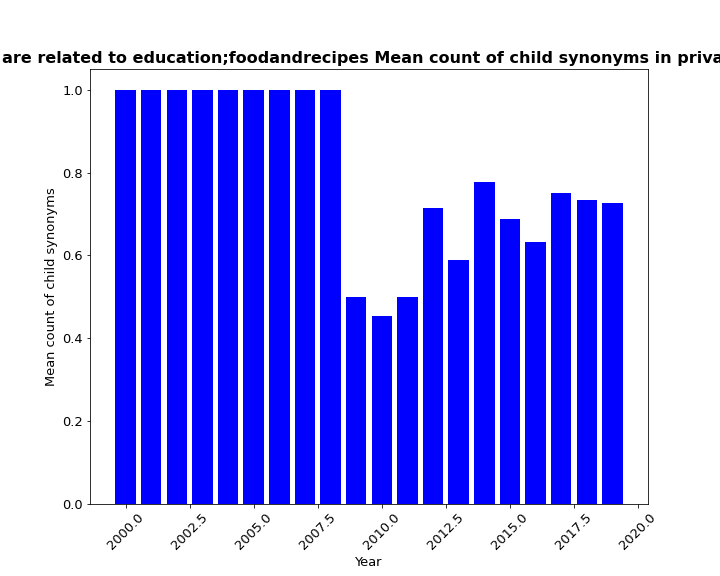 are related to education;foodandrecipes Mean count of child synonyms in priva
1.0
0.8
0.6
0.4
0.2
0.0
Mean count of child synonyms
2000.0 2002.5 2005.0 2007.5 2010.0 2012.5 2015.0 2017.5 2020.0
Year